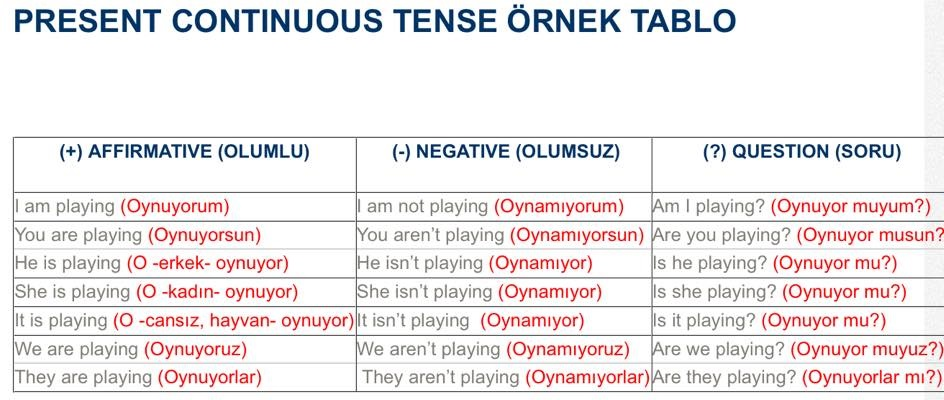 PRESENT CONTINUOUS TENSE ÖRNEK TABLO
(+) AFFIRMATIVE (OLUMLU) (-) NEGATIVE (OLUMSUZ) (?) QUESTION (SORU)
I am playing (Oynuyorum) I am not playing (Oynamıyorum) Am I playing? (Oynuyor muyum?)
You are playing (Oynuyorsun) You aren’t playing (Oynamıyorsun) Are you playing? (Oynuyor musun?
He is playing (O -erkek- oynuyor) He isn’t playing (Oynamıyor) Is he playing? (Oynuyor mu?)
She is playing (O -kadın- oynuyor) She isn’t playing (Oynamıyor) Is she playing? (Oynuyor mu?)
It is playing (O -cansız, hayvan- oynuyor) It isn’t playing (Oynamıyor) Is it playing? (Oynuyor mu?)
We are playing (Oynuyoruz) We aren’t playing (Oynamıyoruz) Are we playing? (Oynuyor muyuz?)
They are playing (Oynuyorlar) They aren’t playing (Oynamıyorlar) Are they playing? (Oynuyorlar mı?)